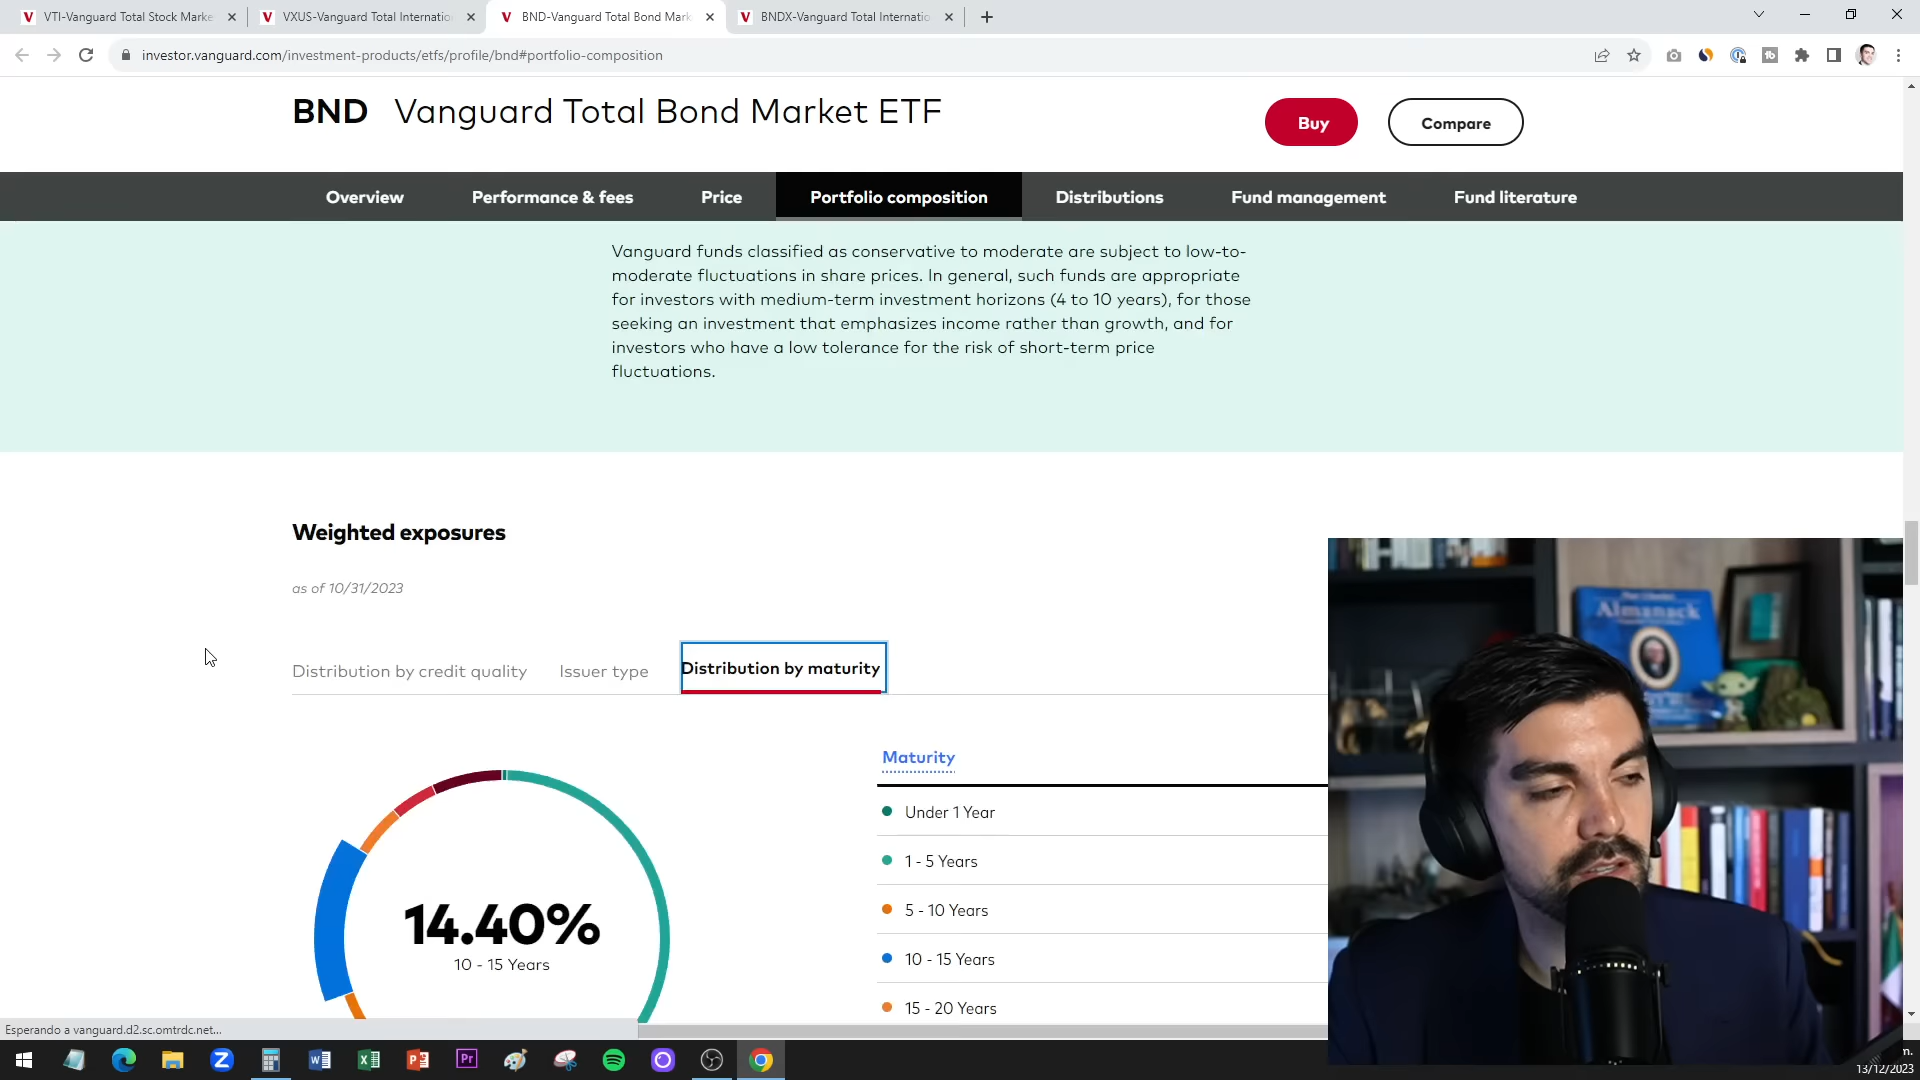 VTI-Vanguard Total Stock Marke
VXUS-Vanguard Total Internatio
BND-Vanguard Total Bond Mark
BNDX-Vanguard Total Internatio
investor.vanguard.com/investment-products/etfs/profile/bnd#portfolio-composition
BND Vanguard Total Bond Market ETF
Buy
Compare
Overview
Performance & fees
Price
Portfolio composition
Distributions
Fund management
Fund literature
Vanguard funds classified as conservative to moderate are subject to low-to-
moderate fluctuations in share prices. In general, such funds are appropriate
for investors with medium-term investment horizons (4 to 10 years), for those
seeking an investment that emphasizes income rather than growth, and for
investors who have a low tolerance for the risk of short-term price
fluctuations.
Weighted exposures
as of 10/31/2023
Distribution by credit quality
Issuer type
Distribution by maturity
14.40%
10 - 15 Years
Maturity
Under 1 Year
1 - 5 Years
5 - 10 Years
10 - 15 Years
15 - 20 Years
Almanack
Esperando a vanguard.d2.sc.omtrdc.net...
m.
13/12/2023